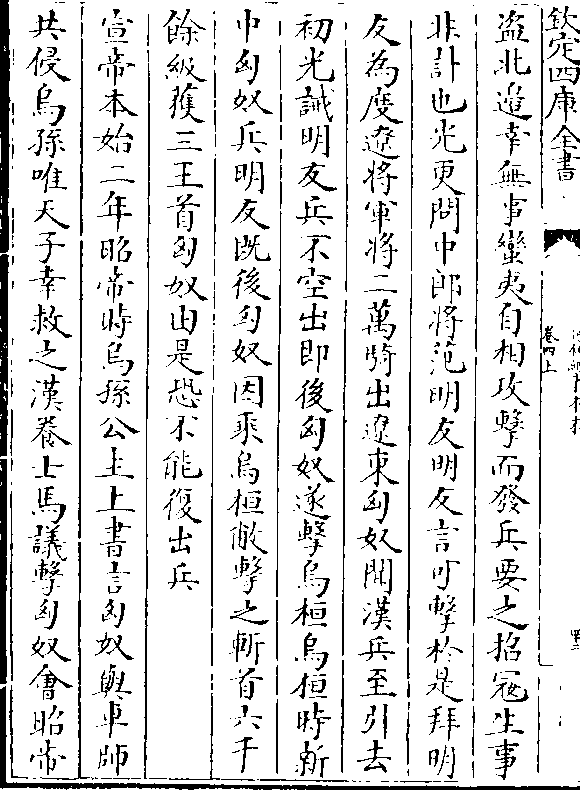 欽定四庫全書
卷四上
盗北邉幸無事蠻夷自相攻擊而發兵要之招冦生事
非計也光更問中郎將范明友明友言可擊於是拜明
友為度遼將軍將二萬騎出遼東匈奴聞漢兵至引去
初光誡明友兵不空出即後匈奴遂擊烏桓烏桓時新
中匈奴兵明友既後匈奴因乘烏桓敝擊之斬首六千
餘級獲三王首匈奴由是恐不能復出兵
宣帝本始二年昭帝時烏孫公主上書言匈奴與車師
共侵烏孫唯天子幸救之漢養士馬議擊匈奴會昭帝